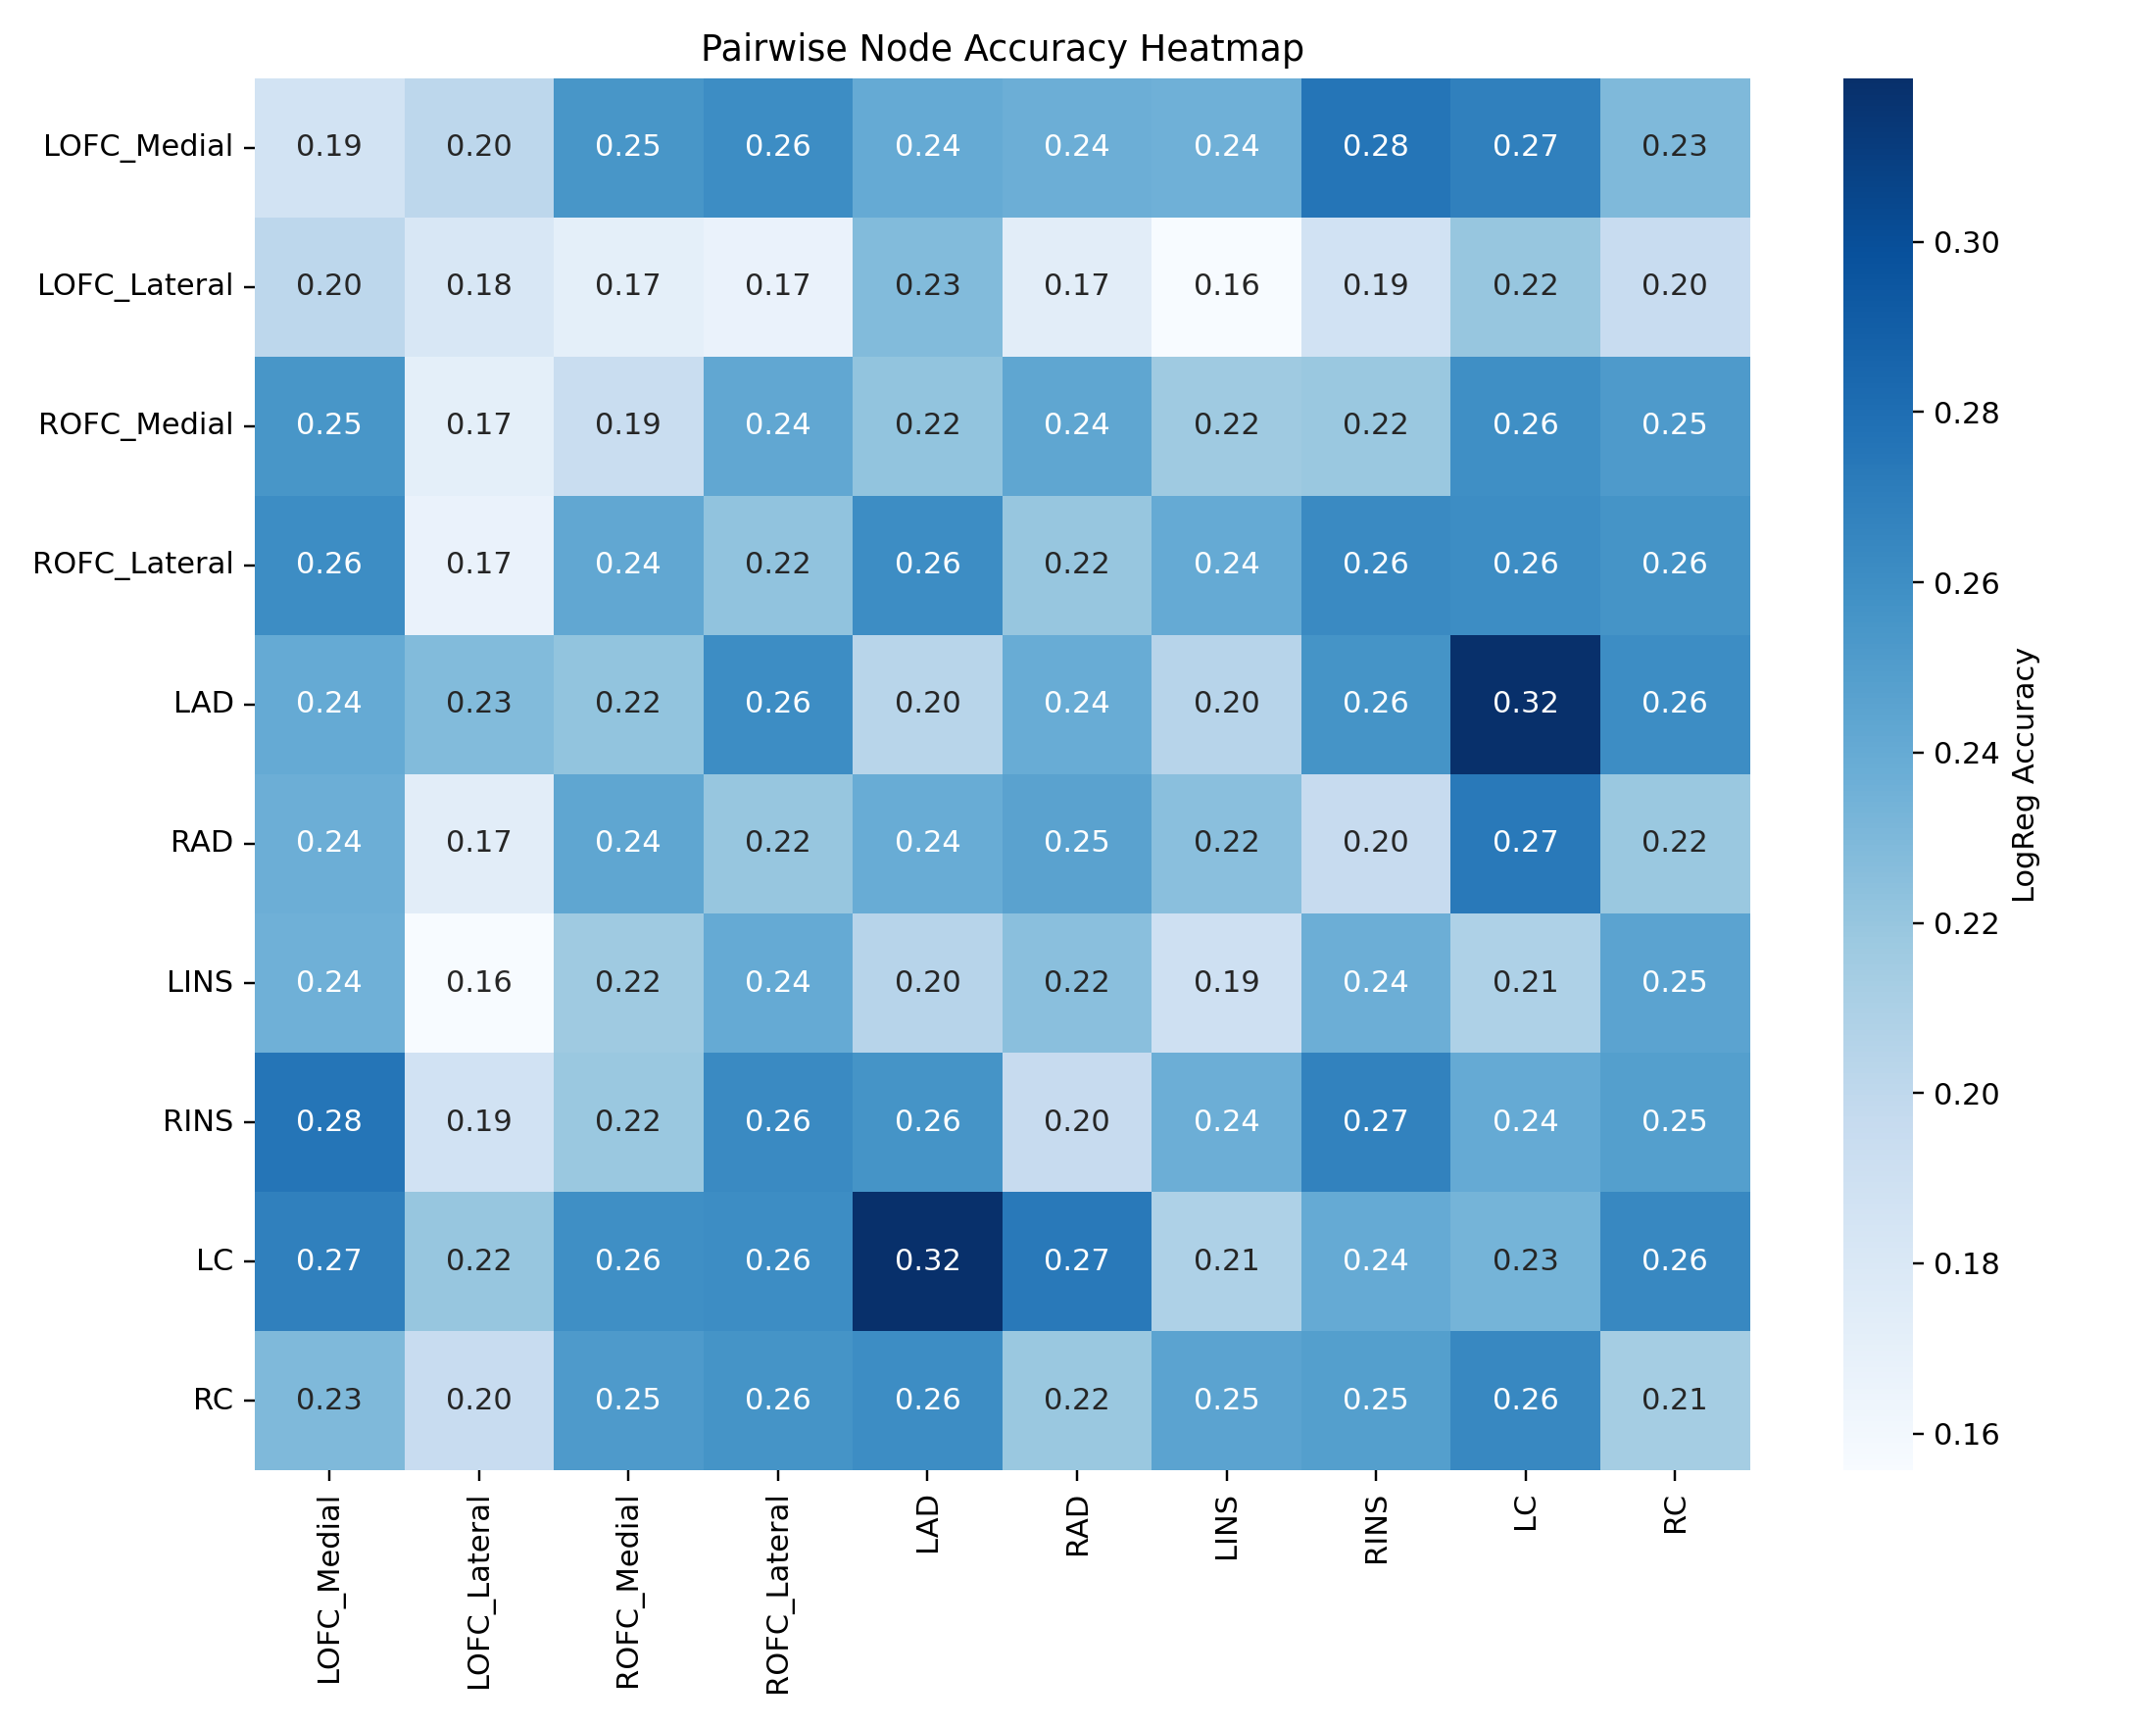 Pairwise Node Accuracy Heatmap
LOFC_Medial 0.19 0.20 0.25 0.26 0.24 0.24 0.24 0.28 0.27 0.23
LOFC_Lateral 0.20 0.18 0.17 0.17 0.23 0.17 0.16 0.19 0.22 0.20
ROFC_Medial 0.25 0.17 0.19 0.24 0.22 0.24 0.22 0.22 0.26 0.25
ROFC_Lateral 0.26 0.17 0.24 0.22 0.26 0.22 0.24 0.26 0.26 0.26
LAD 0.24 0.23 0.22 0.26 0.20 0.24 0.20 0.26 0.32 0.26
RAD 0.24 0.17 0.24 0.22 0.24 0.25 0.22 0.20 0.27 0.22
LINS 0.24 0.16 0.22 0.24 0.20 0.22 0.19 0.24 0.21 0.25
RINS 0.28 0.19 0.22 0.26 0.26 0.20 0.24 0.27 0.24 0.25
LC 0.27 0.22 0.26 0.26 0.32 0.27 0.21 0.24 0.23 0.26
RC 0.23 0.20 0.25 0.26 0.26 0.22 0.25 0.25 0.26 0.21
LOFC_Medial
LOFC_Lateral
ROFC_Medial
ROFC_Lateral
LAD
RAD
LINS
RINS
LC
RC
0.30
0.28
0.26
0.24
0.22
0.20
0.18
0.16
LogReg Accuracy